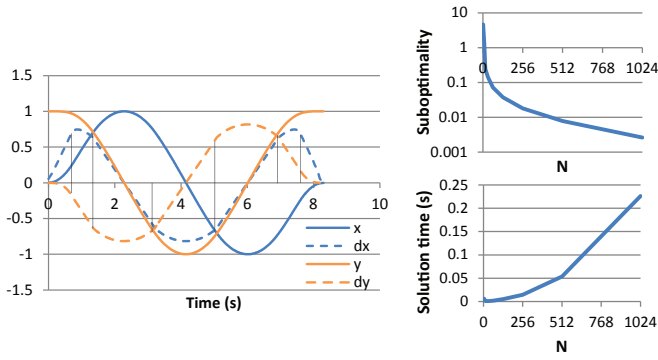 1.5
1
0.5
0
-0.5
-1
-1.5
0 2 4 6 8 10
Time (s)
x
dx
y
dy
10
1
0.1
0.01
0.001
0 256 512 768 1024
Suboptimality
N
0.25
0.2
0.15
0.1
0.05
0
0 256 512 768 1024
Solution time (s)
N